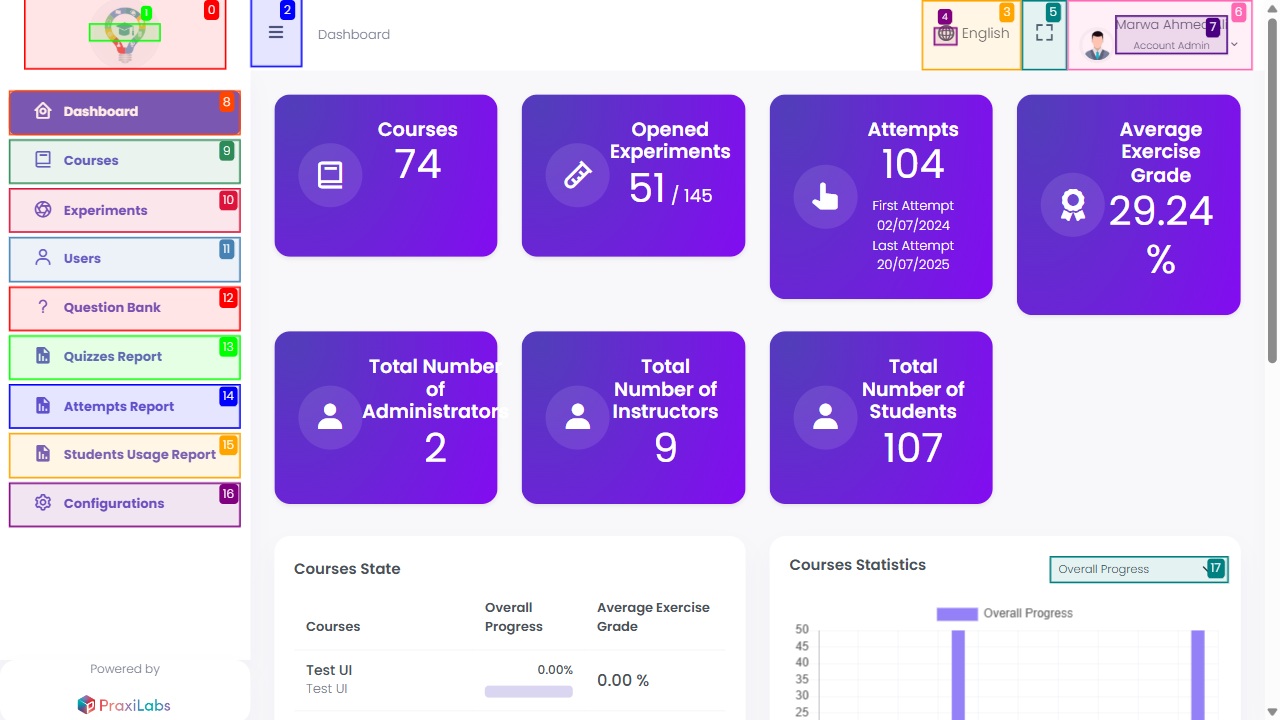 0
1
2
Dashboard
3
4
English
5
6
Marwa Ahmed
7
Account Admin
8
Dashboard
9
Courses
10
Experiments
11
Users
12
Question Bank
13
Quizzes Report
14
Attempts Report
15
Students Usage Report
16
Configurations
Powered by
PraxiLabs
Courses
74
Opened
Experiments
51 / 145
Attempts
104
First Attempt
02/07/2024
Last Attempt
20/07/2025
Average
Exercise
Grade
29.24
%
Total Number
of
Administrators
2
Total
Number of
Instructors
9
Total
Number of
Students
107
Courses State
Courses
Overall
Progress
Average Exercise
Grade
Test UI
Test UI
0.00%
0.00 %
Courses Statistics
Overall Progress
17
Overall Progress
50
45
40
35
30
25